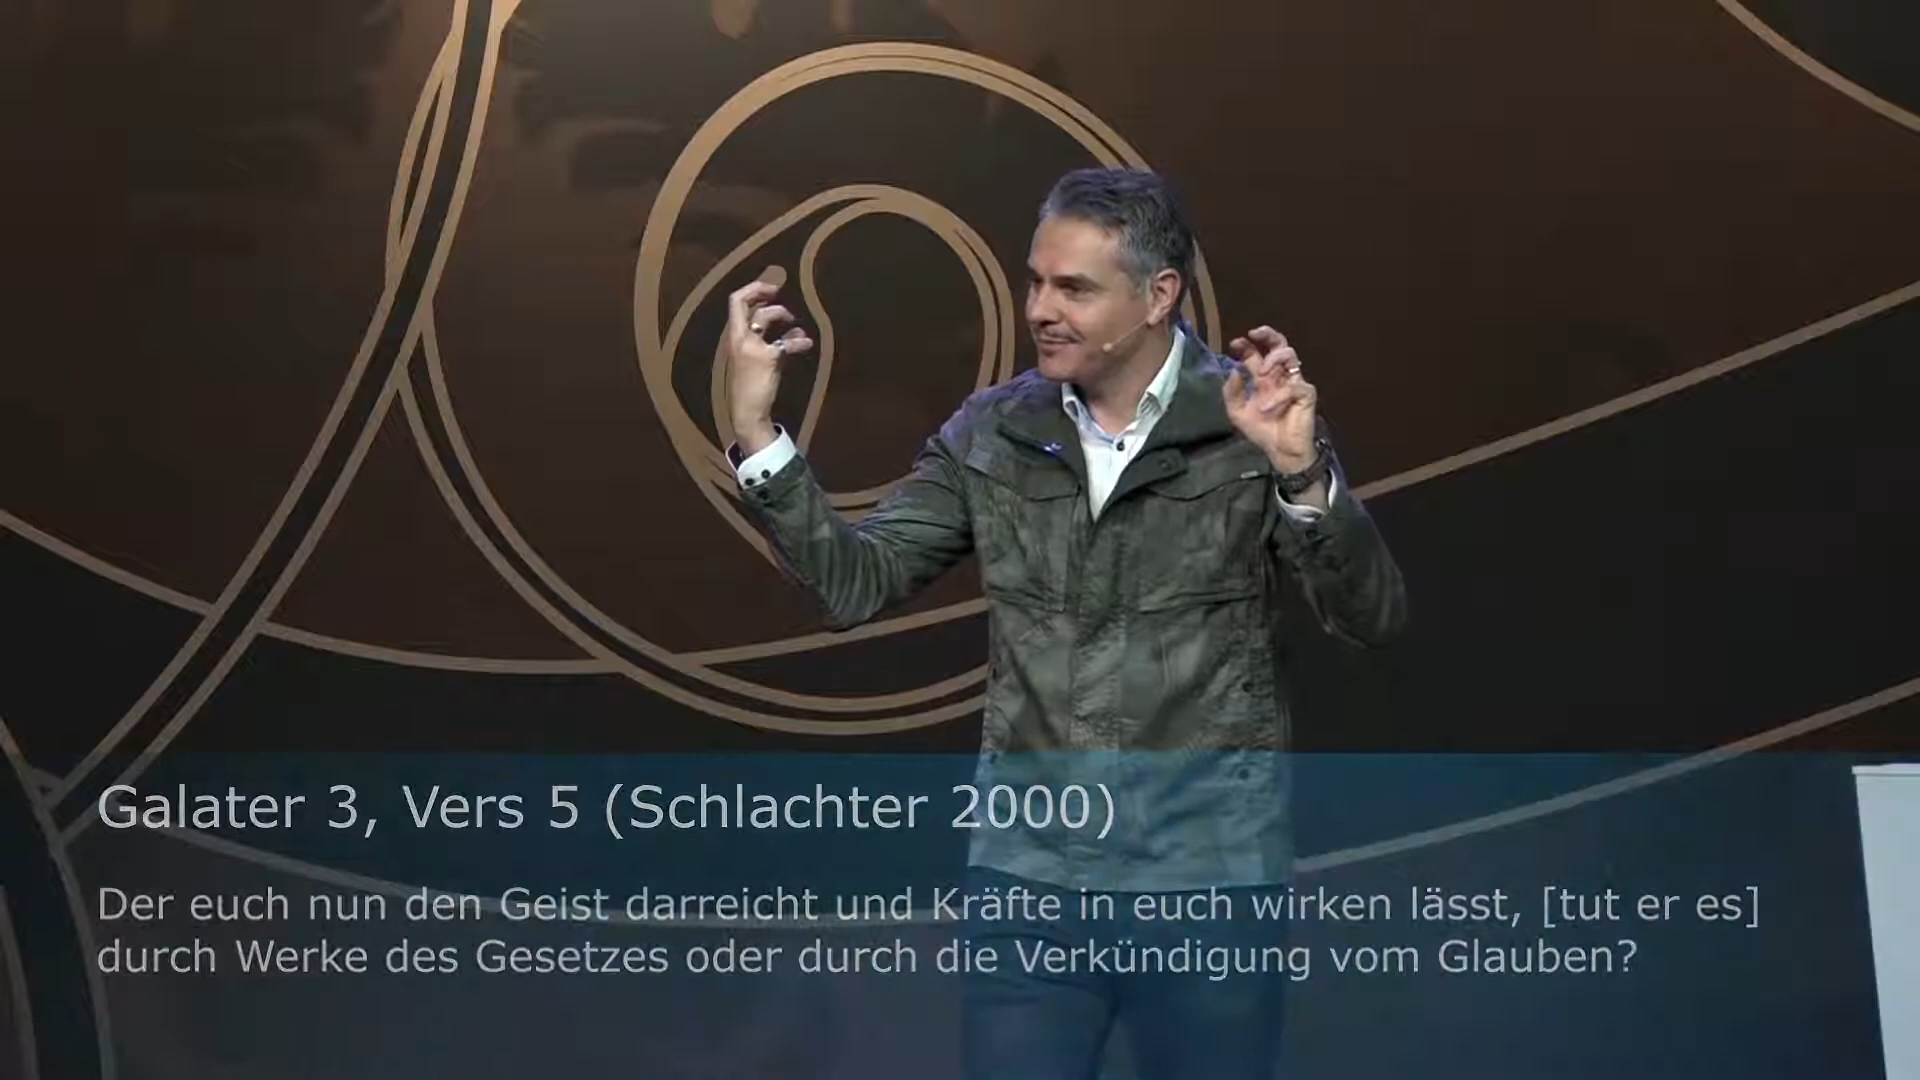 Galater 3, Vers 5 (Schlachter 2000)
Der euch nun den Geist darreicht und Kräfte in euch wirken lässt, [tut er es]
durch Werke des Gesetzes oder durch die Verkündigung vom Glauben?